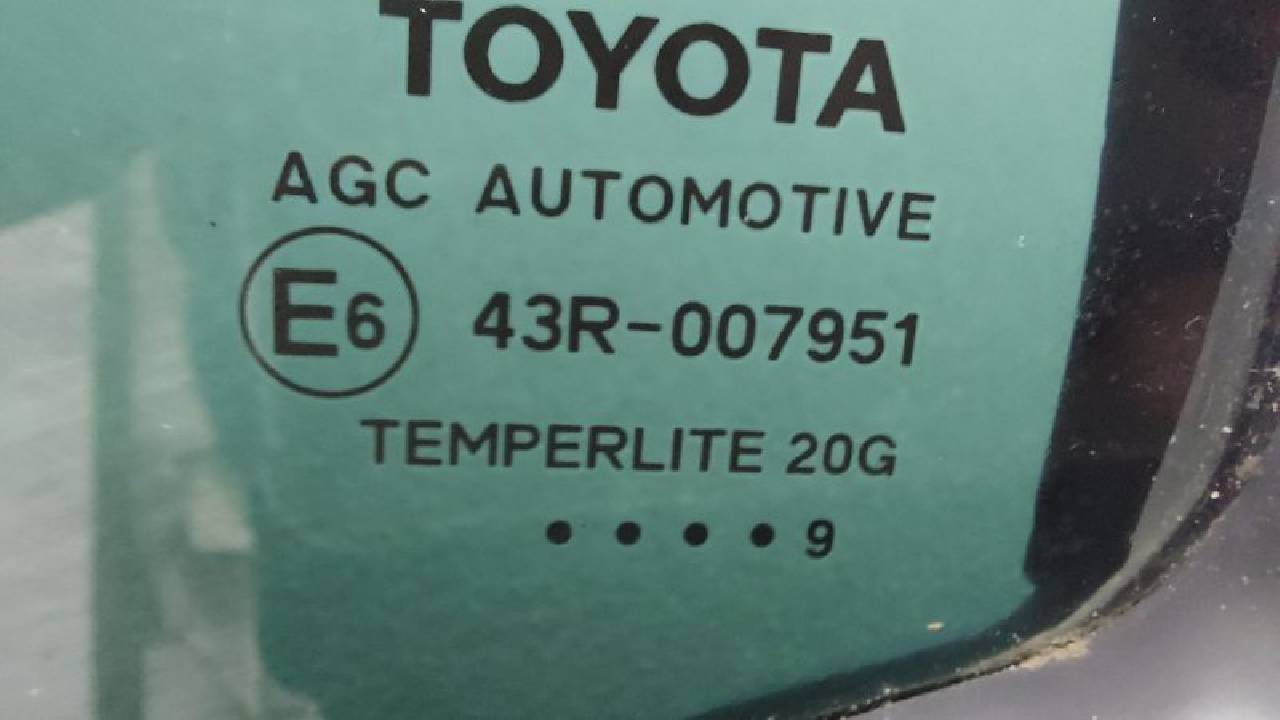 TOYOTA
AGC AUTOMOTIVE
E6 43R-007951
TEMPERLITE 20G
• • • • 9